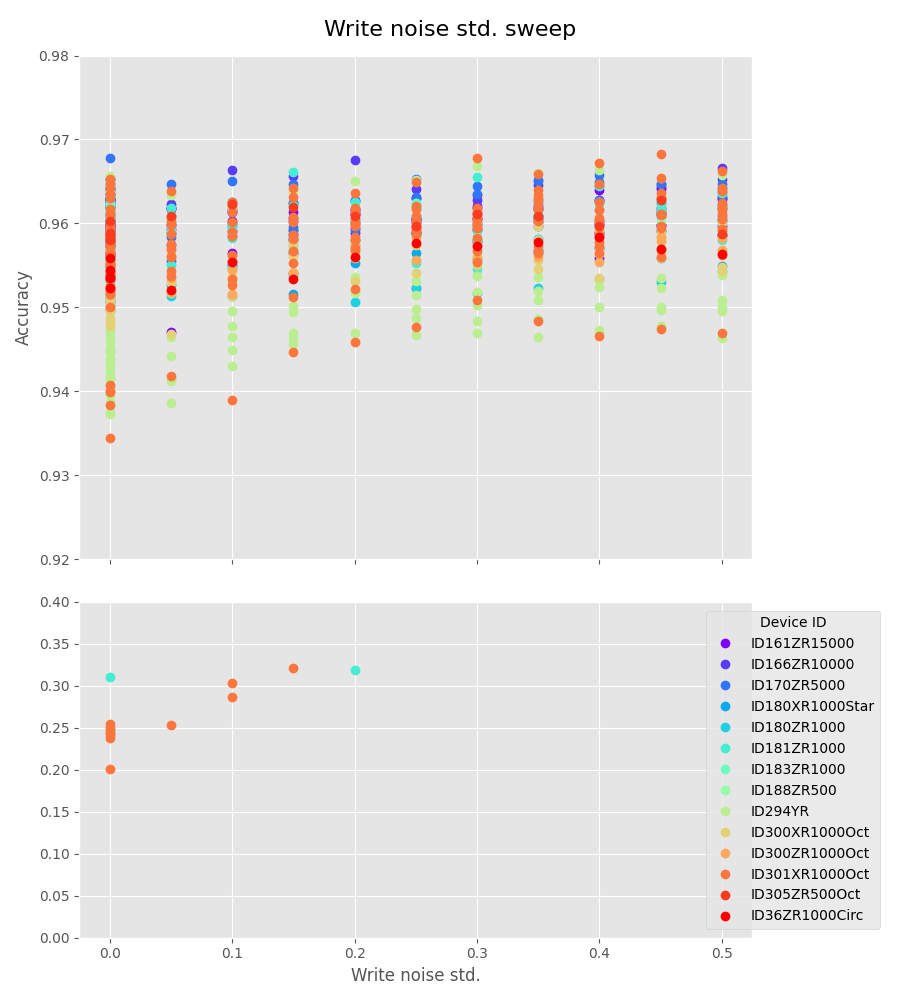 Write noise std. sweep
0.98
0.97
0.96
0.95
0.94
0.93
0.92
Accuracy
0.40
0.35
0.30
0.25
0.20
0.15
0.10
0.05
0.00
0.0 0.1 0.2 0.3 0.4 0.5
Write noise std.
Device ID
ID161ZR15000
ID166ZR10000
ID170ZR5000
ID180XR1000Star
ID180ZR1000
ID181ZR1000
ID183ZR1000
ID188ZR500
ID294YR
ID300XR1000Oct
ID300ZR1000Oct
ID301XR1000Oct
ID305ZR500Oct
ID36ZR1000Circ